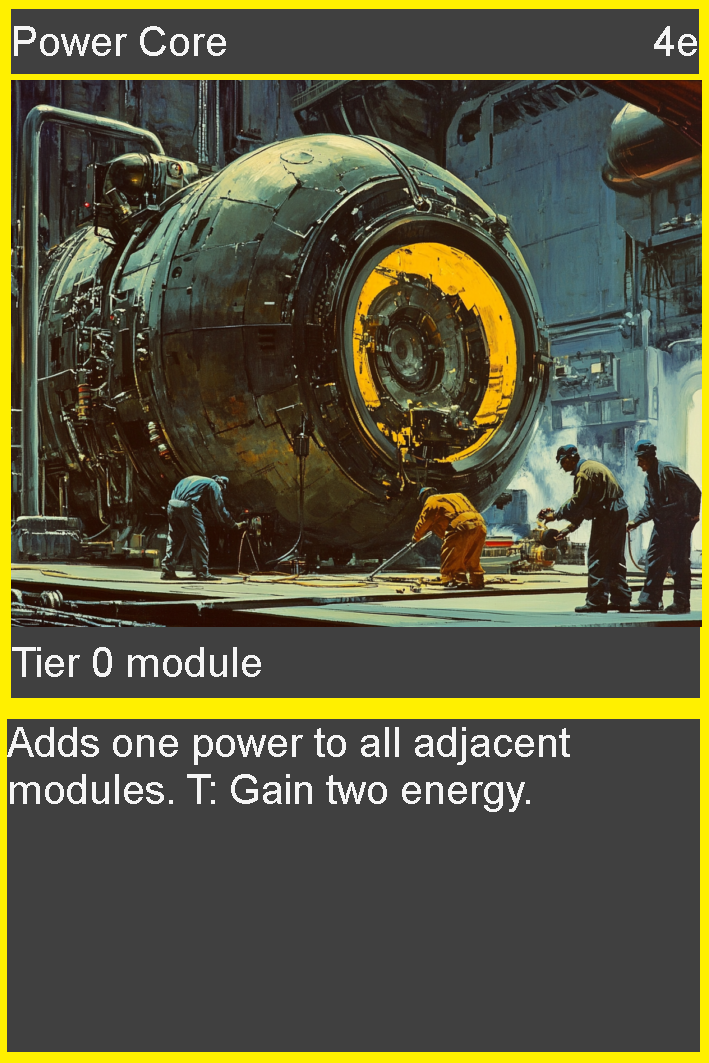 Power Core 4e
Tier 0 module
Adds one power to all adjacent
modules. T: Gain two energy.